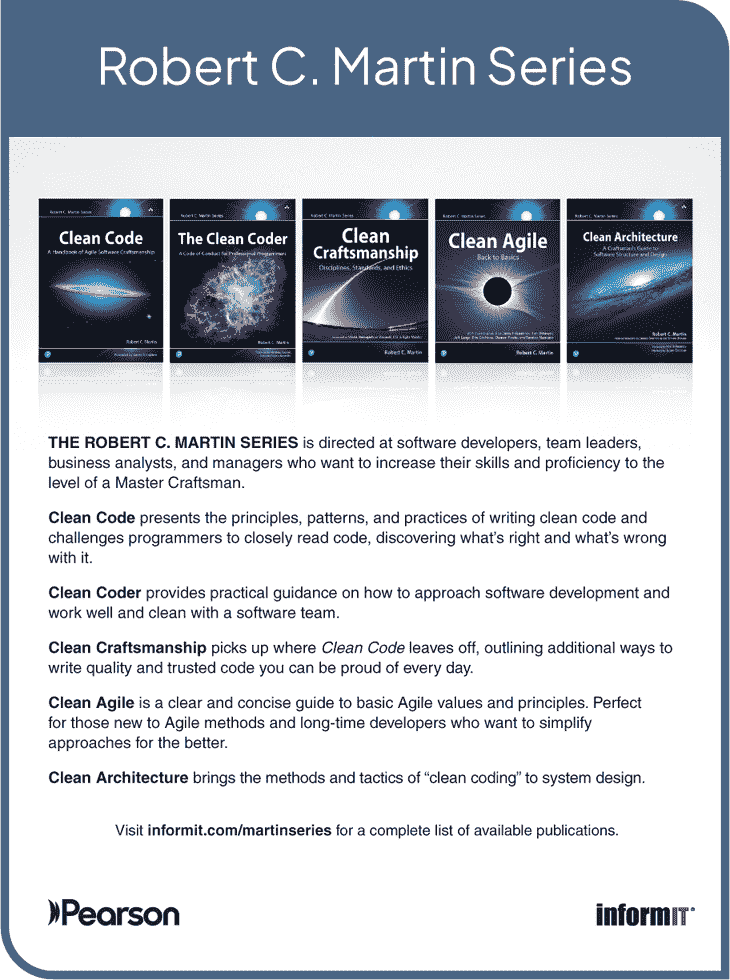 Robert C. Martin Series
Robert C. Martin Series
Clean Code
A Handbook of Agile Software Craftsmanship
Robert C. Martin
Robert C. Martin Series
The Clean Coder
A Code of Conduct for Professional Programmers
Robert C. Martin
Robert C. Martin Series
Clean
Craftsmanship
Disciplines, Standards, and Ethics
Robert C. Martin
Robert C. Martin Series
Clean Agile
Back to Basics
Robert C. Martin
Robert C. Martin Series
Clean Architecture
A Craftsman's Guide to
Software Structure and Design
Robert C. Martin
THE ROBERT C. MARTIN SERIES is directed at software developers, team leaders,
business analysts, and managers who want to increase their skills and proficiency to the
level of a Master Craftsman.
Clean Code presents the principles, patterns, and practices of writing clean code and
challenges programmers to closely read code, discovering what’s right and what’s wrong
with it.
Clean Coder provides practical guidance on how to approach software development and
work well and clean with a software team.
Clean Craftsmanship picks up where Clean Code leaves off, outlining additional ways to
write quality and trusted code you can be proud of every day.
Clean Agile is a clear and concise guide to basic Agile values and principles. Perfect
for those new to Agile methods and long-time developers who want to simplify
approaches for the better.
Clean Architecture brings the methods and tactics of “clean coding” to system design.
Visit informit.com/martinseries for a complete list of available publications.
Pearson
informIT